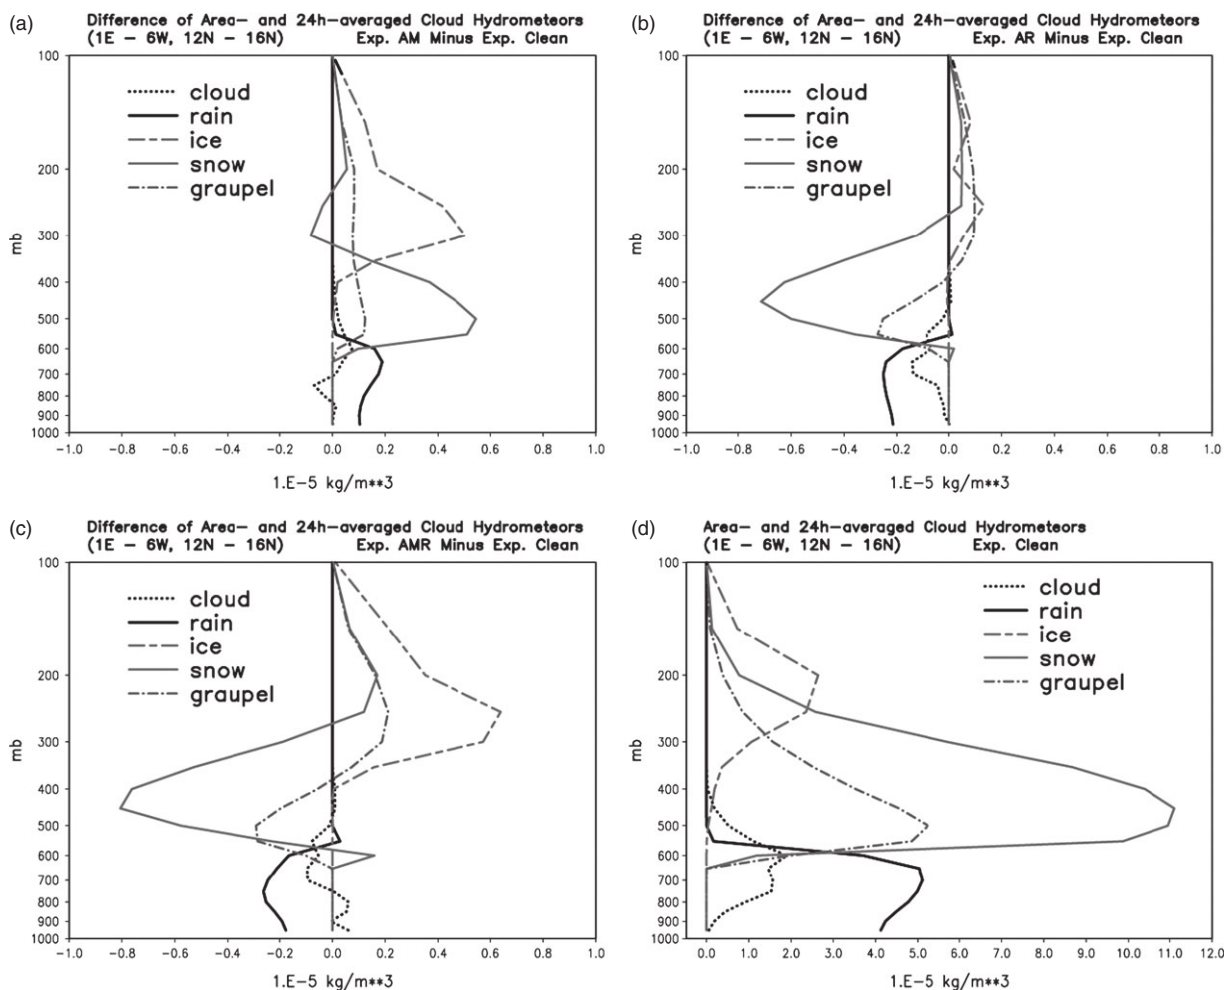 (a)
Difference of Area- and 24h-averaged Cloud Hydrometeors
(1E - 6W, 12N - 16N) Exp. AM Minus Exp. Clean
cloud
rain
ice
snow
graupel
mb
100
200
300
400
500
600
700
800
900
1000
-1.0 -0.8 -0.6 -0.4 -0.2 0.0 0.2 0.4 0.6 0.8 1.0
1.E-5 kg/m**3
(b)
Difference of Area- and 24h-averaged Cloud Hydrometeors
(1E - 6W, 12N - 16N) Exp. AR Minus Exp. Clean
cloud
rain
ice
snow
graupel
mb
100
200
300
400
500
600
700
800
900
1000
-1.0 -0.8 -0.6 -0.4 -0.2 0.0 0.2 0.4 0.6 0.8 1.0
1.E-5 kg/m**3
(c)
Difference of Area- and 24h-averaged Cloud Hydrometeors
(1E - 6W, 12N - 16N) Exp. AMR Minus Exp. Clean
cloud
rain
ice
snow
graupel
mb
100
200
300
400
500
600
700
800
900
1000
-1.0 -0.8 -0.6 -0.4 -0.2 0.0 0.2 0.4 0.6 0.8 1.0
1.E-5 kg/m**3
(d)
Area- and 24h-averaged Cloud Hydrometeors
(1E - 6W, 12N - 16N) Exp. Clean
cloud
rain
ice
snow
graupel
mb
100
200
300
400
500
600
700
800
900
1000
0.0 1.0 2.0 3.0 4.0 5.0 6.0 7.0 8.0 9.0 10.0 11.0 12.0
1.E-5 kg/m**3